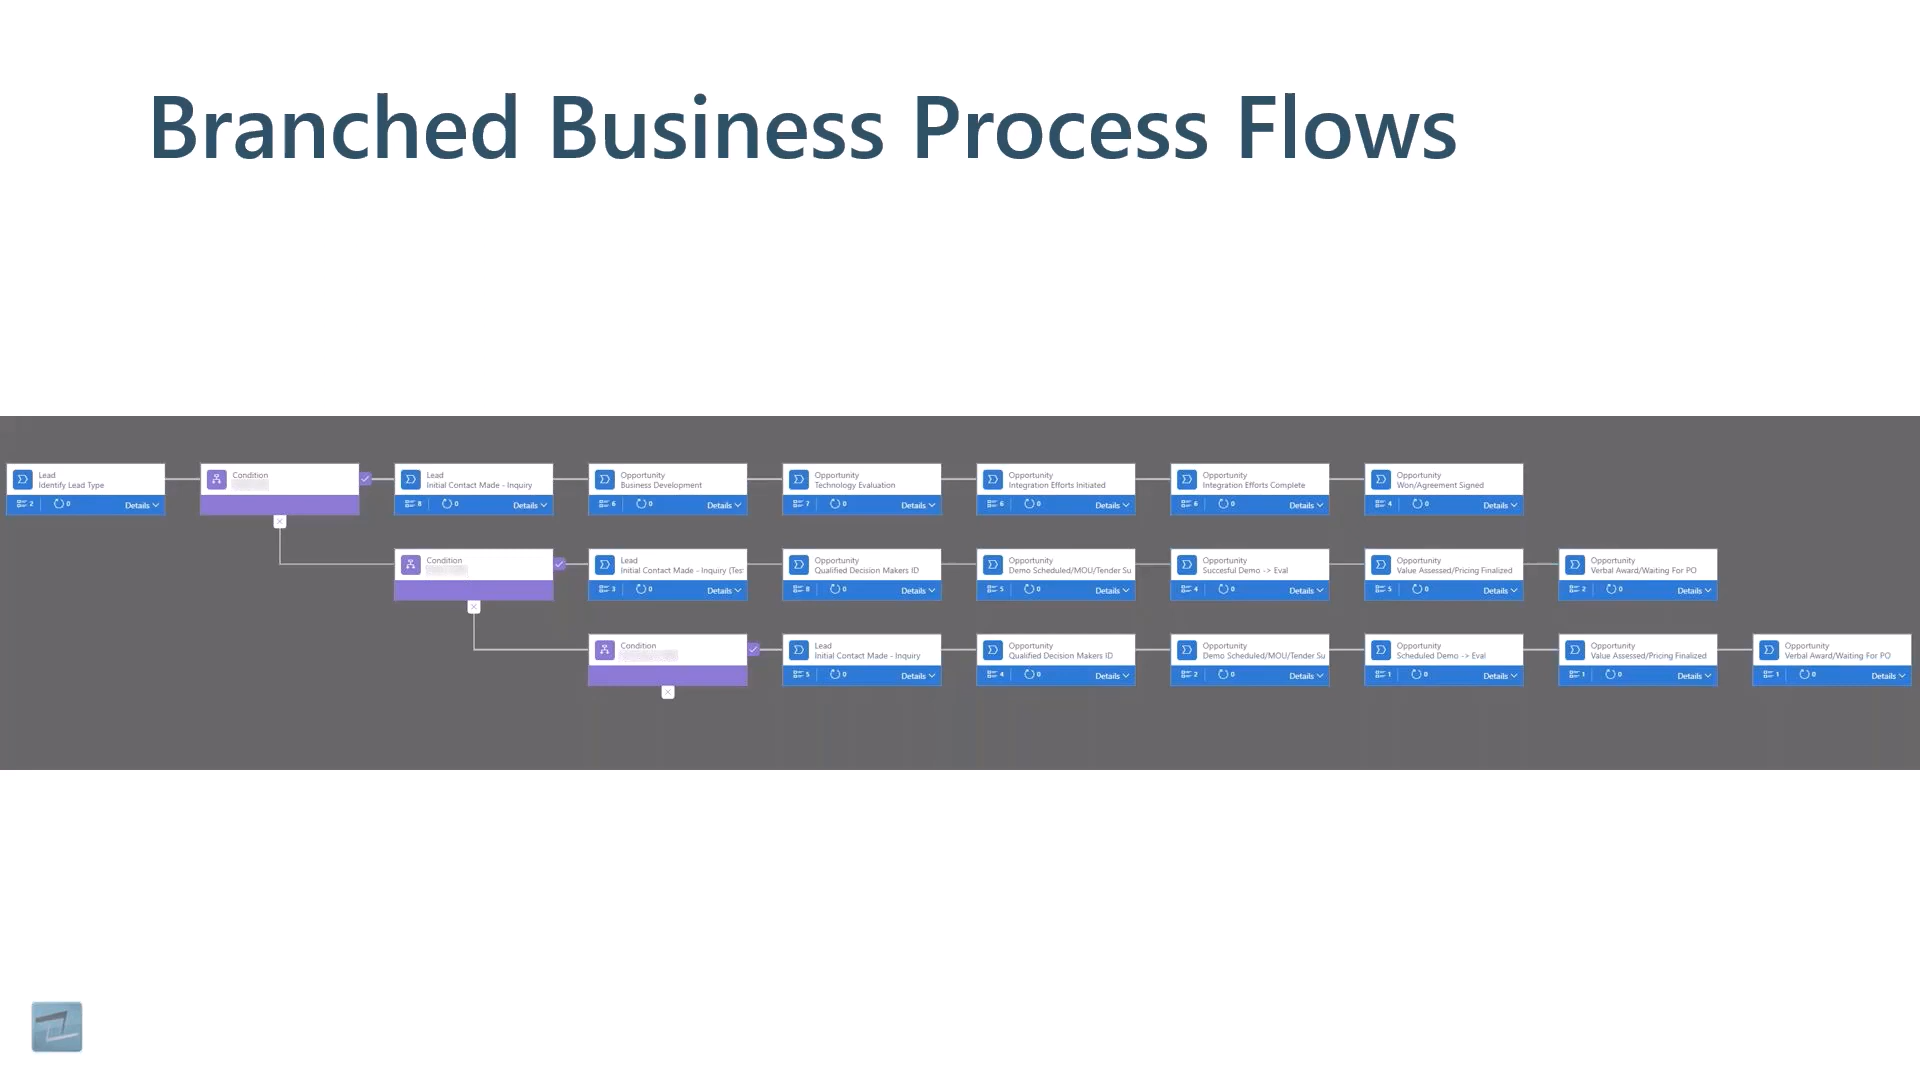 Branched Business Process Flows
Lead
Identify Lead Type
2 0 Details
Condition
Lead
Initial Contact Made - Inquiry
8 0 Details
Opportunity
Business Development
6 0 Details
Opportunity
Technology Evaluation
7 0 Details
Opportunity
Integration Efforts Initiated
6 0 Details
Opportunity
Integration Efforts Complete
6 0 Details
Opportunity
Won/Agreement Signed
4 0 Details
Condition
Lead
Initial Contact Made - Inquiry (Tes
3 0 Details
Opportunity
Qualified Decision Makers ID
8 0 Details
Opportunity
Demo Scheduled/MOU/Tender Su
5 0 Details
Opportunity
Succesful Demo -> Eval
4 0 Details
Opportunity
Value Assessed/Pricing Finalized
5 0 Details
Opportunity
Verbal Award/Waiting For PO
2 0 Details
Condition
Lead
Initial Contact Made - Inquiry
5 0 Details
Opportunity
Qualified Decision Makers ID
4 0 Details
Opportunity
Demo Scheduled/MOU/Tender Su
2 0 Details
Opportunity
Scheduled Demo -> Eval
1 0 Details
Opportunity
Value Assessed/Pricing Finalized
1 0 Details
Opportunity
Verbal Award/Waiting For PO
1 0 Details